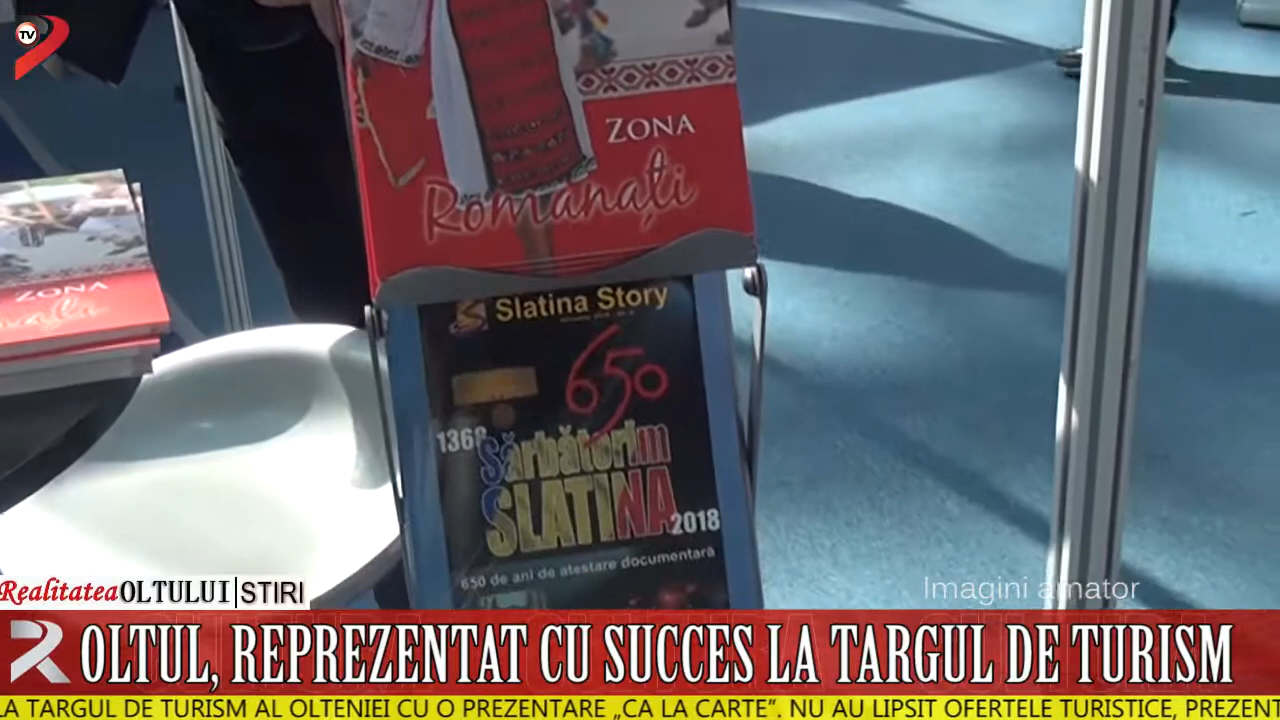 TV
ZONA
Romanați
ZONA
Slatina Story
650
1368
Sărbătorim
SLATINA
2018
650 de ani de atestare documentară
Imagini amator
RealitateaOLTULUI|STIRI
OLTUL, REPREZENTAT CU SUCCES LA TARGUL DE TURISM
LA TARGUL DE TURISM AL OLTENIEI CU O PREZENTARE „CA LA CARTE”. NU AU LIPSIT OFERTELE TURISTICE, PREZENT